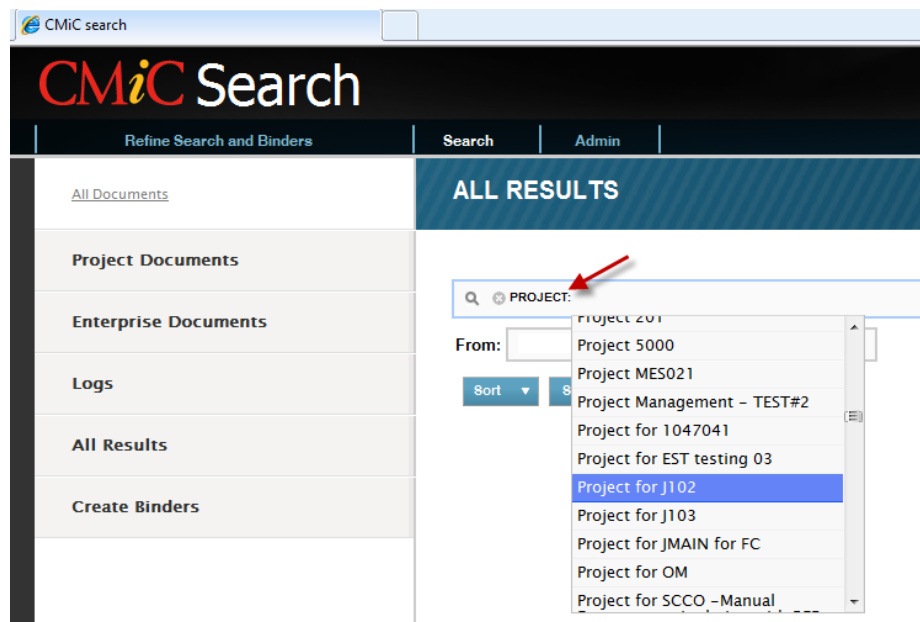 CMiC search
CMiC Search
Refine Search and Binders
Search
Admin
All Documents
Project Documents
Enterprise Documents
Logs
All Results
Create Binders
ALL RESULTS
PROJECT:
From:
Sort
S
Project 201
Project 5000
Project MES021
Project Management – TEST#2
Project for 1047041
Project for EST testing 03
Project for J102
Project for J103
Project for JMAIN for FC
Project for OM
Project for SCCO –Manual